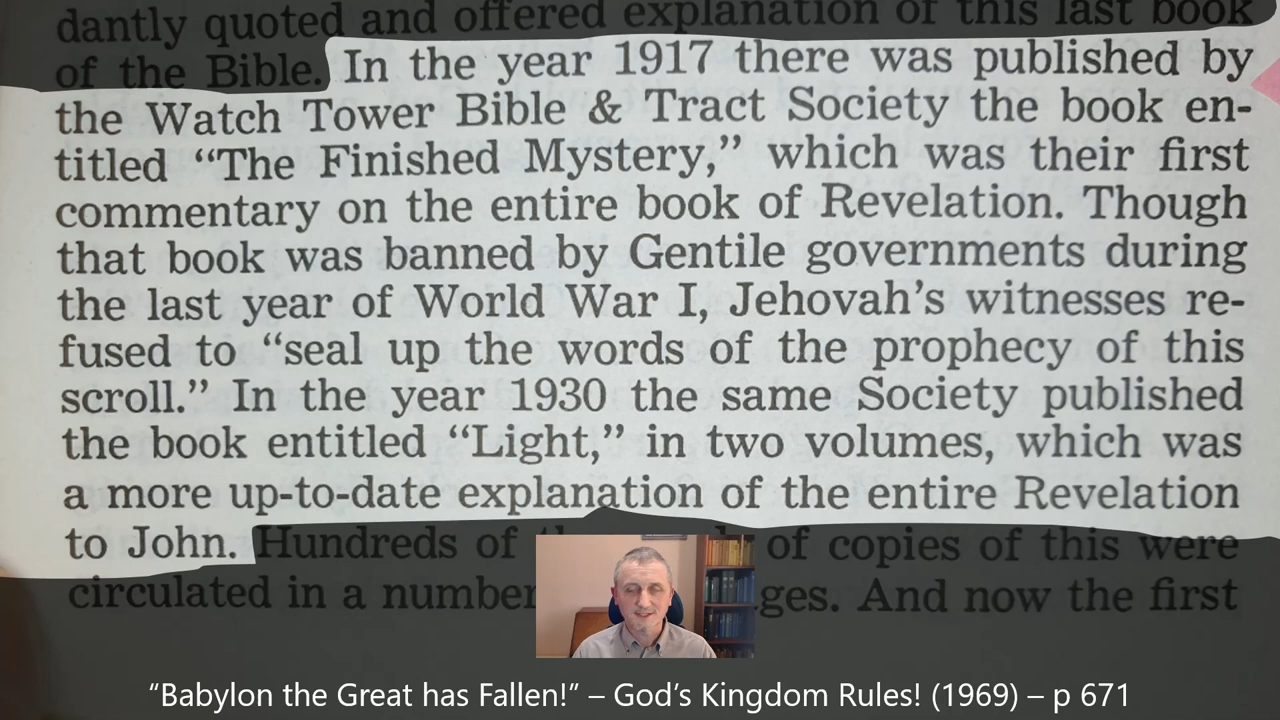 dantly quoted and offered explanation of this last book
of the Bible. In the year 1917 there was published by
the Watch Tower Bible & Tract Society the book en-
titled “The Finished Mystery,” which was their first
commentary on the entire book of Revelation. Though
that book was banned by Gentile governments during
the last year of World War I, Jehovah’s witnesses re-
fused to “seal up the words of the prophecy of this
scroll.” In the year 1930 the same Society published
the book entitled “Light,” in two volumes, which was
a more up-to-date explanation of the entire Revelation
to John. Hundreds of of copies of this were
circulated in a number And now the first
“Babylon the Great has Fallen!” – God’s Kingdom Rules! (1969) – p 671